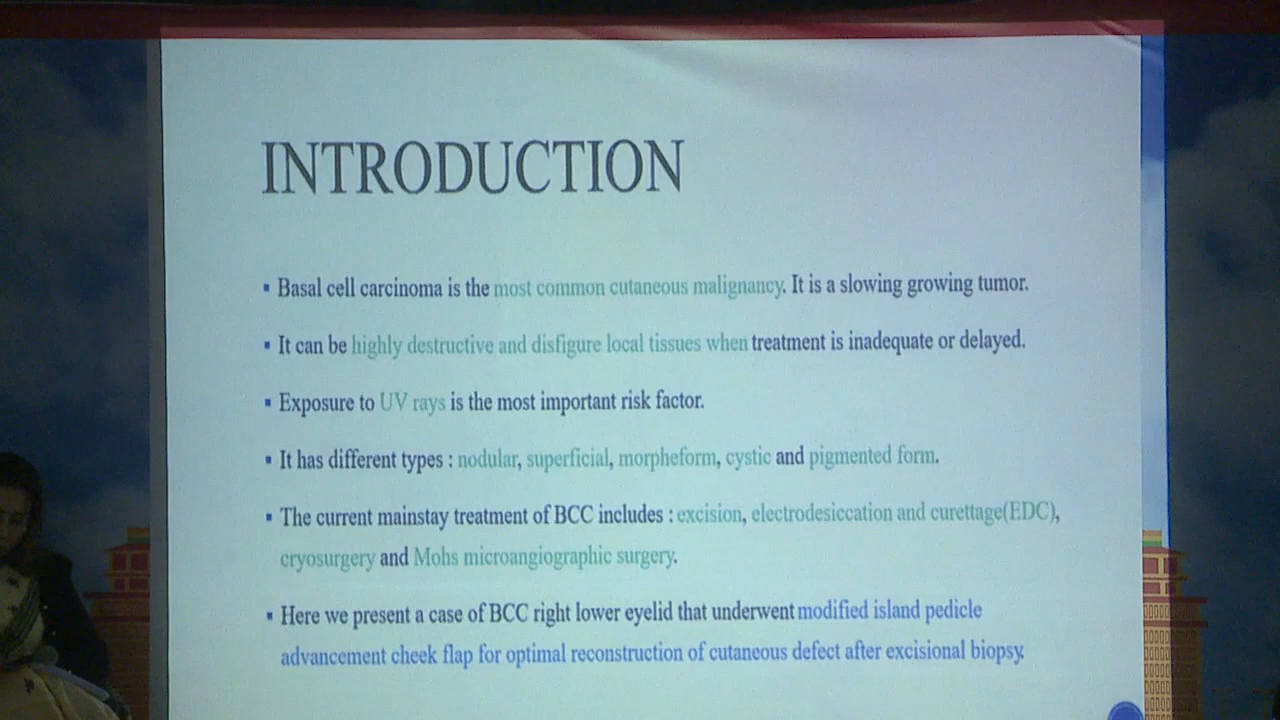 INTRODUCTION
▪ Basal cell carcinoma is the most common cutaneous malignancy. It is a slowing growing tumor.
▪ It can be highly destructive and disfigure local tissues when treatment is inadequate or delayed.
▪ Exposure to UV rays is the most important risk factor.
▪ It has different types : nodular, superficial, morpheform, cystic and pigmented form.
▪ The current mainstay treatment of BCC includes : excision, electrodesiccation and curettage(EDC),
cryosurgery and Mohs microangiographic surgery.
▪ Here we present a case of BCC right lower eyelid that underwent modified island pedicle
advancement cheek flap for optimal reconstruction of cutaneous defect after excisional biopsy.